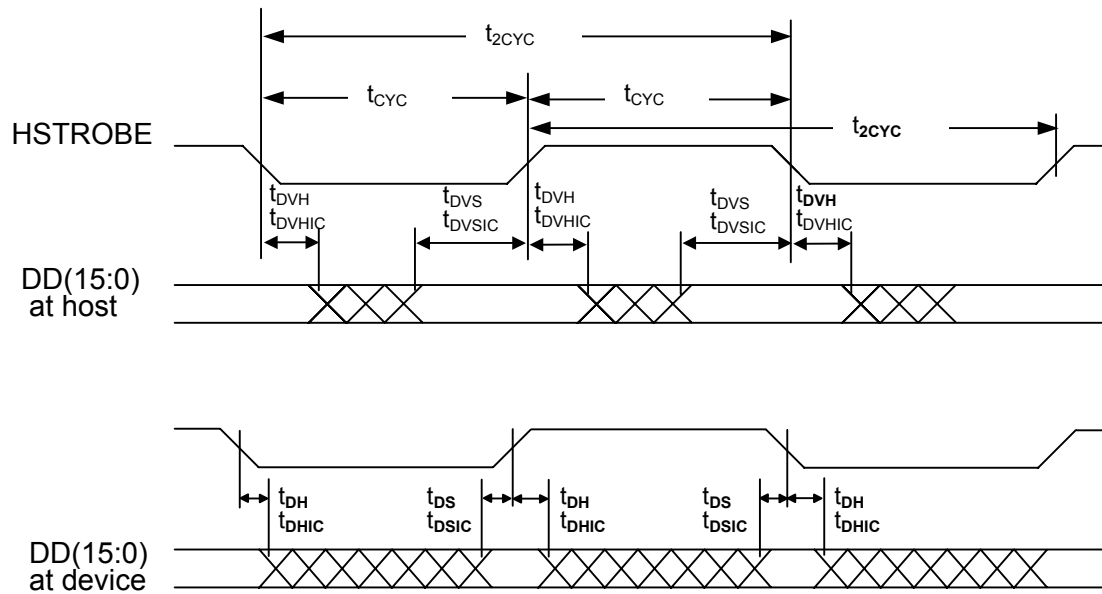 t2CYC
tCYC tCYC
HSTROBE t2CYC
tDVH tDVS tDVH tDVS tDVH
tDVHIC tDVSIC tDVHIC tDVSIC tDVHIC
DD(15:0)
at host
tDH tDS tDH tDS tDH
tDHIC tDSIC tDHIC tDSIC tDHIC
DD(15:0)
at device